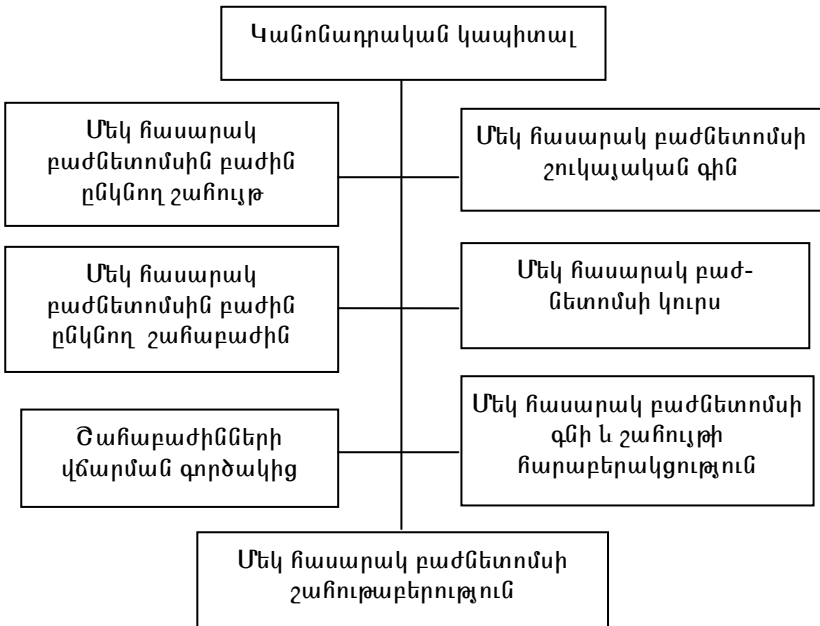 Կանոնադրական կապիտալ
Մեկ հասարակ
բաժնետոմսին բաժին
ընկնող շահույթ
Մեկ հասարակ բաժնետոմսի
շուկայական գին
Մեկ հասարակ
բաժնետոմսին բաժին
ընկնող շահաբաժին
Մեկ հասարակ բաժ-
նետոմսի կուրս
Շահաբաժինների
վճարման գործակից
Մեկ հասարակ բաժնետոմսի
գնի և շահույթի
հարաբերակցություն
Մեկ հասարակ բաժնետոմսի
շահութաբերություն